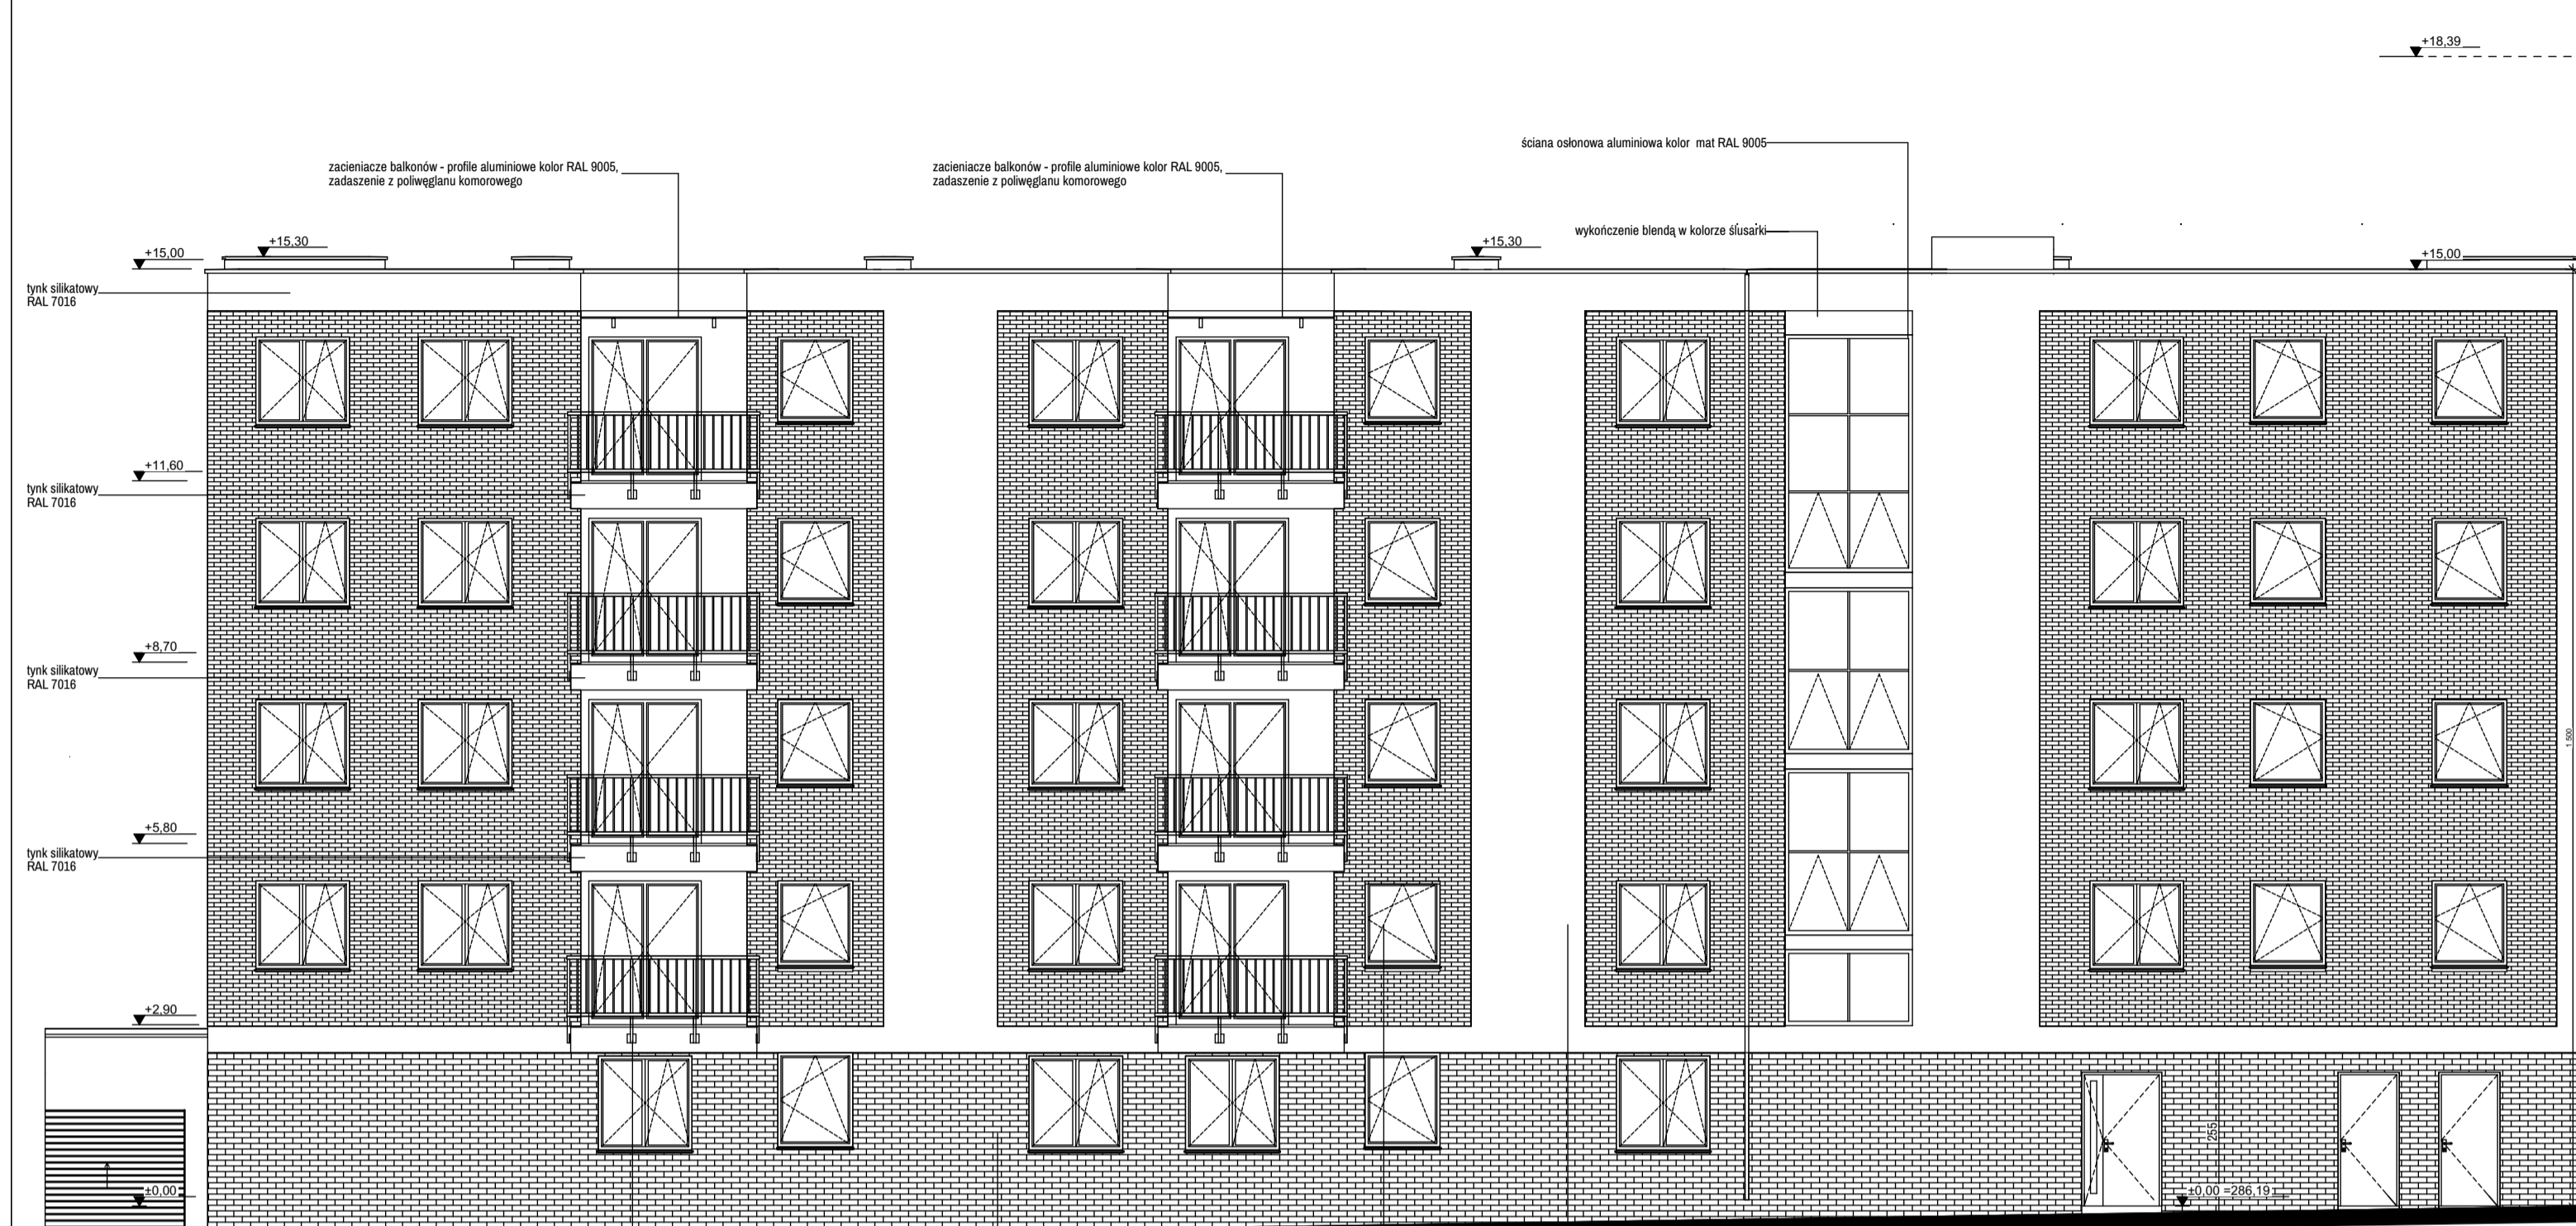 +18,39
ściana osłonowa aluminiowa kolor mat RAL 9005
zacieniacze balkonów - profile aluminiowe kolor RAL 9005,
zadaszenie z poliwęglanu komorowego
zacieniacze balkonów - profile aluminiowe kolor RAL 9005,
zadaszenie z poliwęglanu komorowego
wykończenie blendą w kolorze ślusarki
+15,00
+15,30
+15,30
+15,00
tynk silikatowy
RAL 7016
+11,60
tynk silikatowy
RAL 7016
+8,70
tynk silikatowy
RAL 7016
1 500
+5,80
tynk silikatowy
RAL 7016
+2,90
255
±0,00
±0,00 =286,19